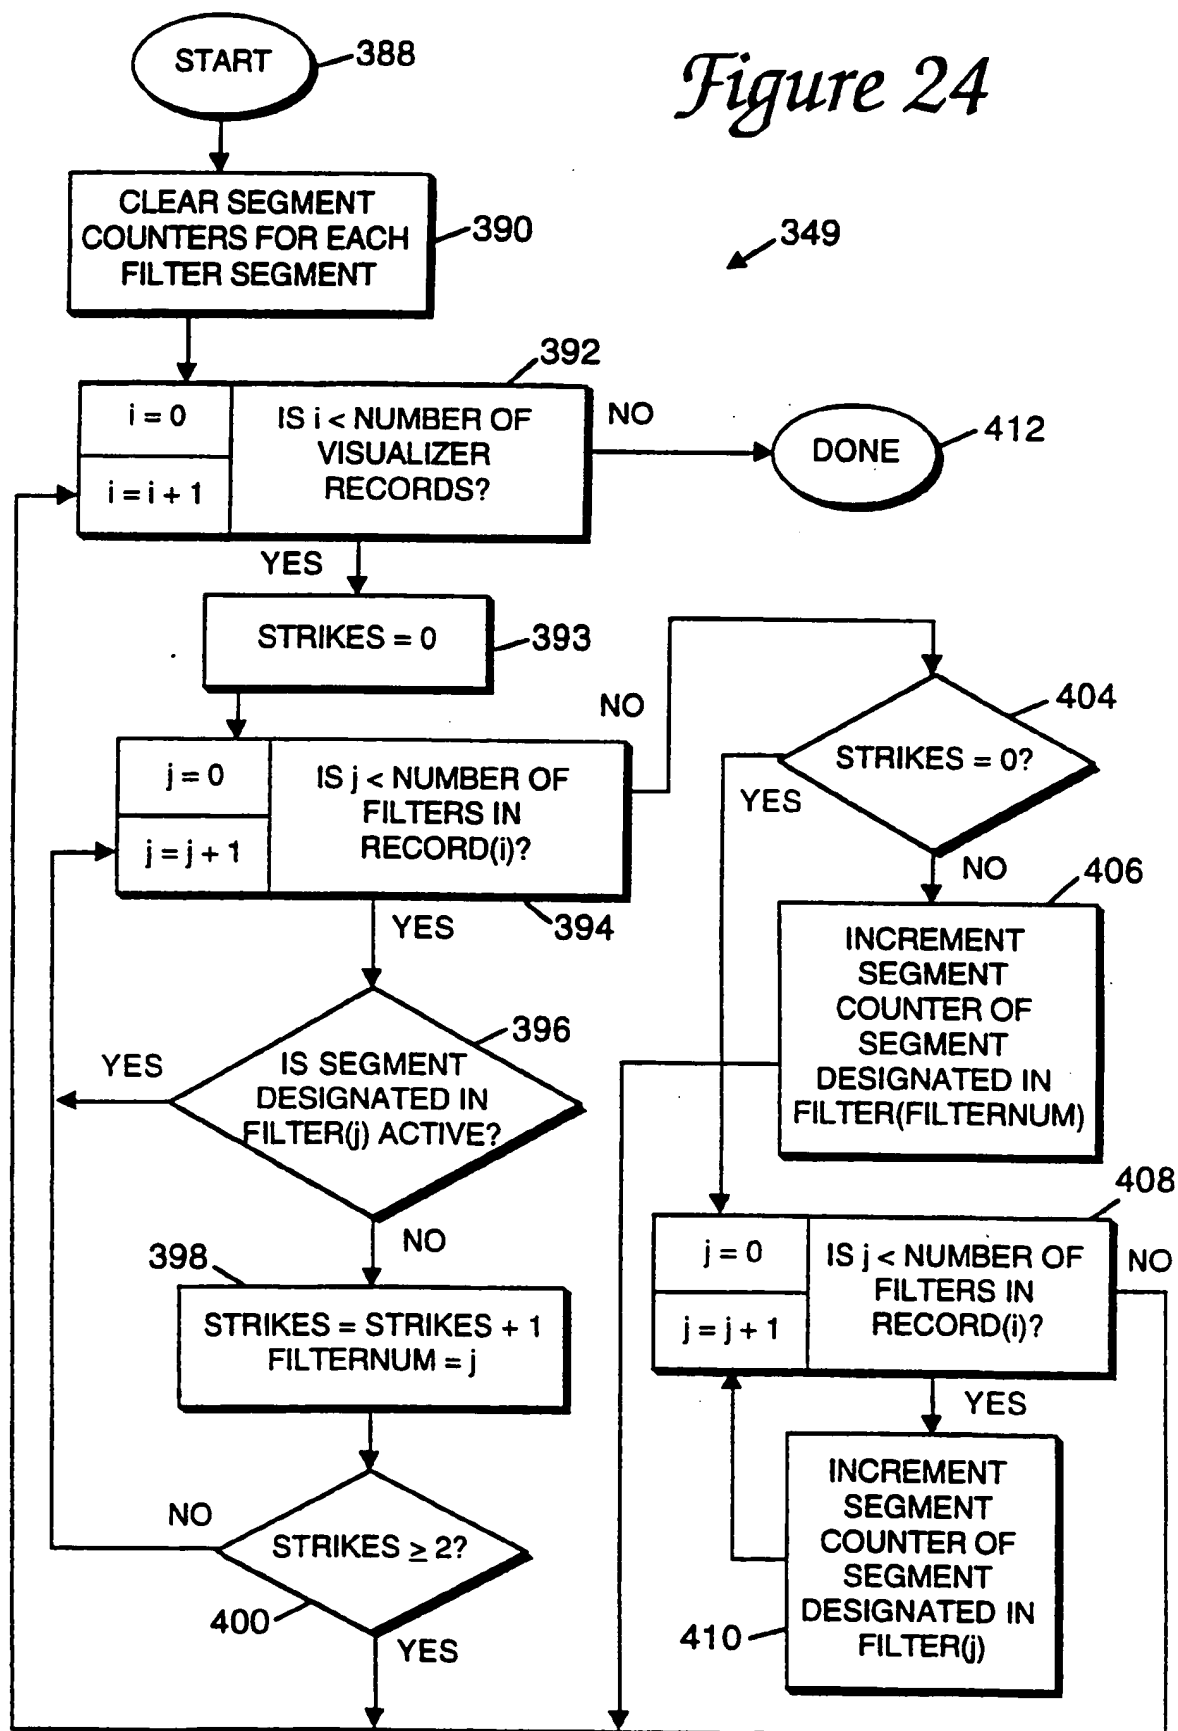 Figure 24
START
388
CLEAR SEGMENT
COUNTERS FOR EACH
FILTER SEGMENT
390
349
392
i = 0
i = i + 1
IS i < NUMBER OF
VISUALIZER
RECORDS?
NO
DONE
412
YES
STRIKES = 0
393
j = 0
j = j + 1
IS j < NUMBER OF
FILTERS IN
RECORD(i)?
NO
394
YES
396
IS SEGMENT
DESIGNATED IN
FILTER(j) ACTIVE?
YES
NO
398
STRIKES = STRIKES + 1
FILTERNUM = j
STRIKES ≥ 2?
NO
400
YES
404
STRIKES = 0?
YES
NO
406
INCREMENT
SEGMENT
COUNTER OF
SEGMENT
DESIGNATED IN
FILTER(FILTERNUM)
408
j = 0
j = j + 1
IS j < NUMBER OF
FILTERS IN
RECORD(i)?
NO
YES
INCREMENT
SEGMENT
COUNTER OF
SEGMENT
DESIGNATED IN
FILTER(j)
410